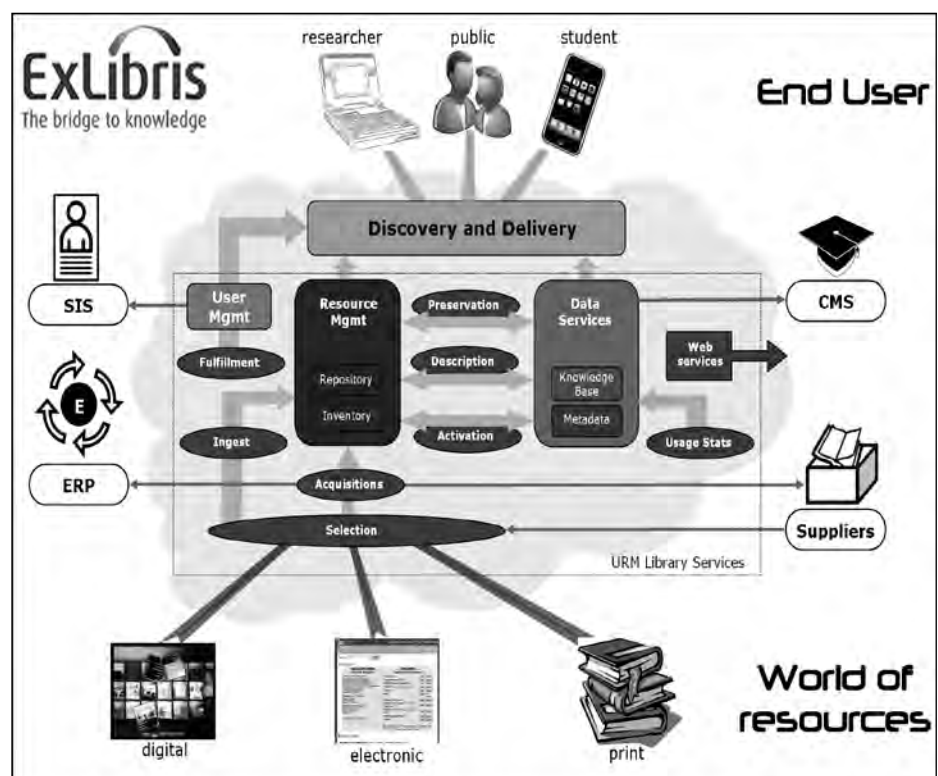 researcher
public
student
ExLibris
The bridge to knowledge
End User
Discovery and Delivery
SIS
User
Mgmt
Resource
Mgmt
Preservation
Data
Services
CMS
Fulfillment
Description
Web
services
Repository
Knowledge
Base
E
Inventory
Metadata
Ingest
Activation
Usage Stats
ERP
Acquisitions
Selection
Suppliers
URM Library Services
digital
electronic
print
World of
resources